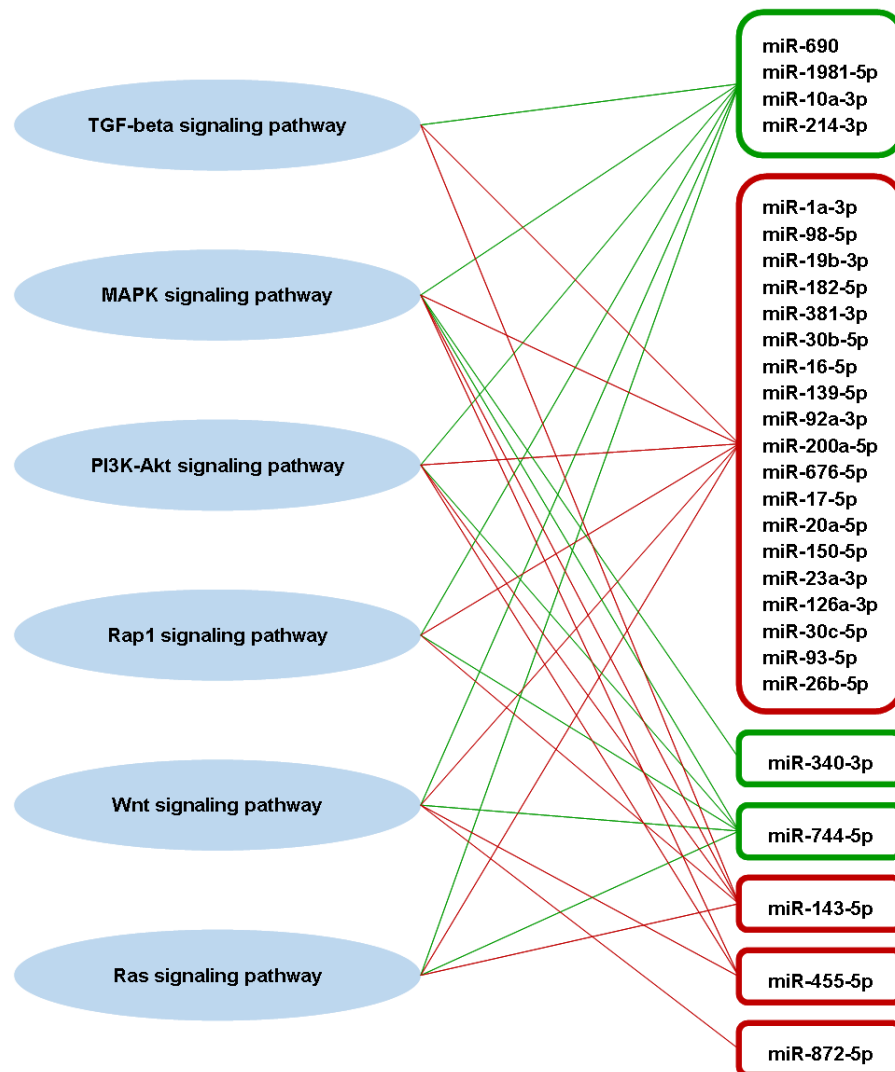 TGF-beta signaling pathway
MAPK signaling pathway
PI3K-Akt signaling pathway
Rap1 signaling pathway
Wnt signaling pathway
Ras signaling pathway
miR-690
miR-1981-5p
miR-10a-3p
miR-214-3p
miR-1a-3p
miR-98-5p
miR-19b-3p
miR-182-5p
miR-381-3p
miR-30b-5p
miR-16-5p
miR-139-5p
miR-92a-3p
miR-200a-5p
miR-676-5p
miR-17-5p
miR-20a-5p
miR-150-5p
miR-23a-3p
miR-126a-3p
miR-30c-5p
miR-93-5p
miR-26b-5p
miR-340-3p
miR-744-5p
miR-143-5p
miR-455-5p
miR-872-5p